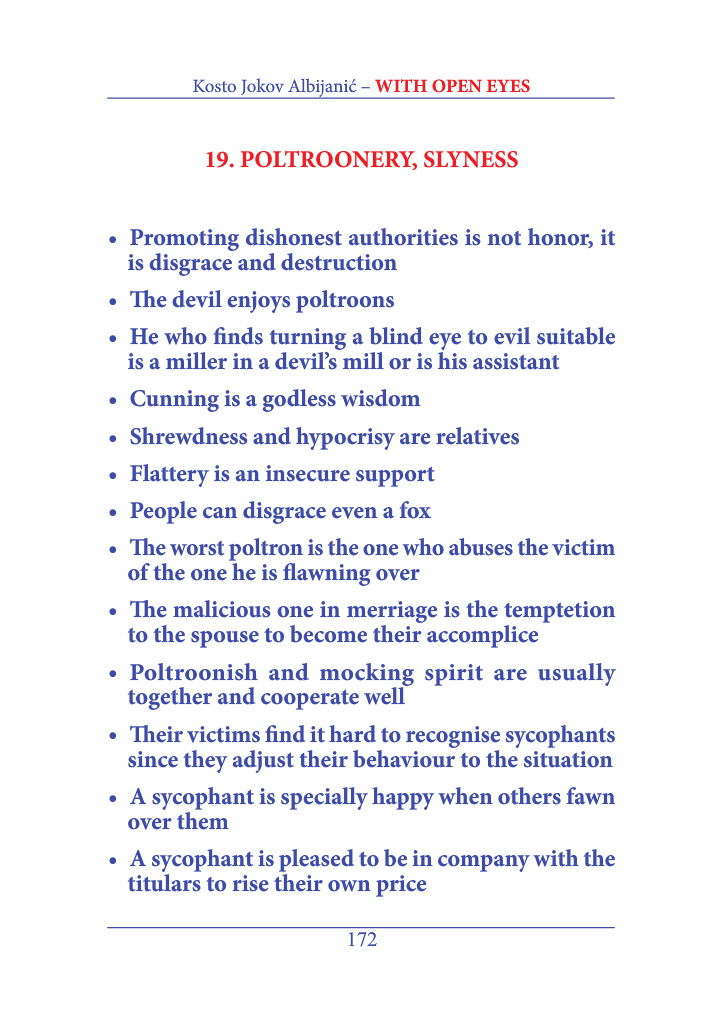 Kosto Jokov Albijanić – WITH OPEN EYES
19. POLTROONERY, SLYNESS
• Promoting dishonest authorities is not honor, it
is disgrace and destruction
• The devil enjoys poltroons
• He who finds turning a blind eye to evil suitable
is a miller in a devil’s mill or is his assistant
• Cunning is a godless wisdom
• Shrewdness and hypocrisy are relatives
• Flattery is an insecure support
• People can disgrace even a fox
• The worst poltron is the one who abuses the victim
of the one he is flawning over
• The malicious one in merriage is the temptetion
to the spouse to become their accomplice
• Poltroonish and mocking spirit are usually
together and cooperate well
• Their victims find it hard to recognise sycophants
since they adjust their behaviour to the situation
• A sycophant is specially happy when others fawn
over them
• A sycophant is pleased to be in company with the
titulars to rise their own price
172